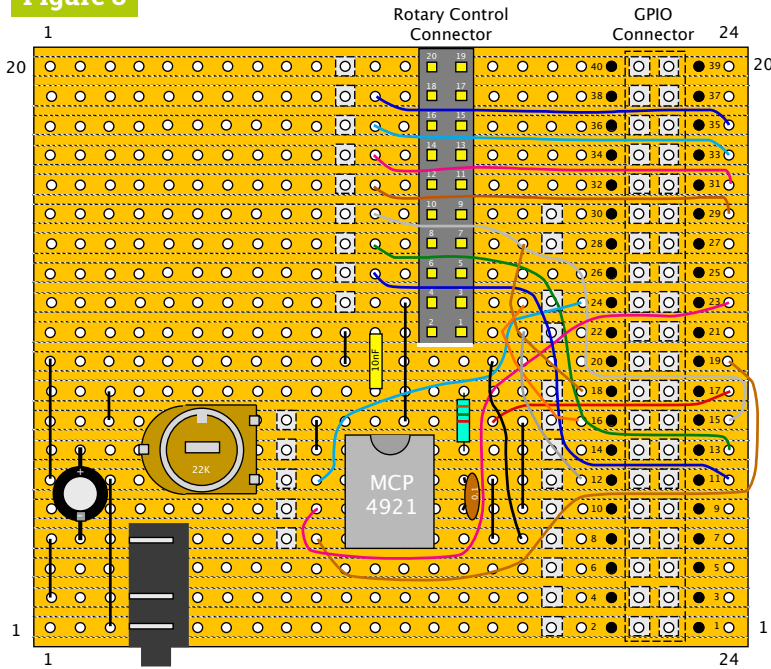 Figure
Rotary Control
Connector
GPIO
Connector
1
24
20 20 19 40 39 20
18 17 38 37
16 15 36 35
14 13 34 33
12 11 32 31
10 9 30 29
8 7 28 27
6 5 26 25
4 3 24 23
2 1 22 21
10nF
20 19
18 17
16 15
14 13
22K
MCP
4921
+
−
0.1
12 11
10 9
8 7
6 5
4 3
1 2 1 1
1
24